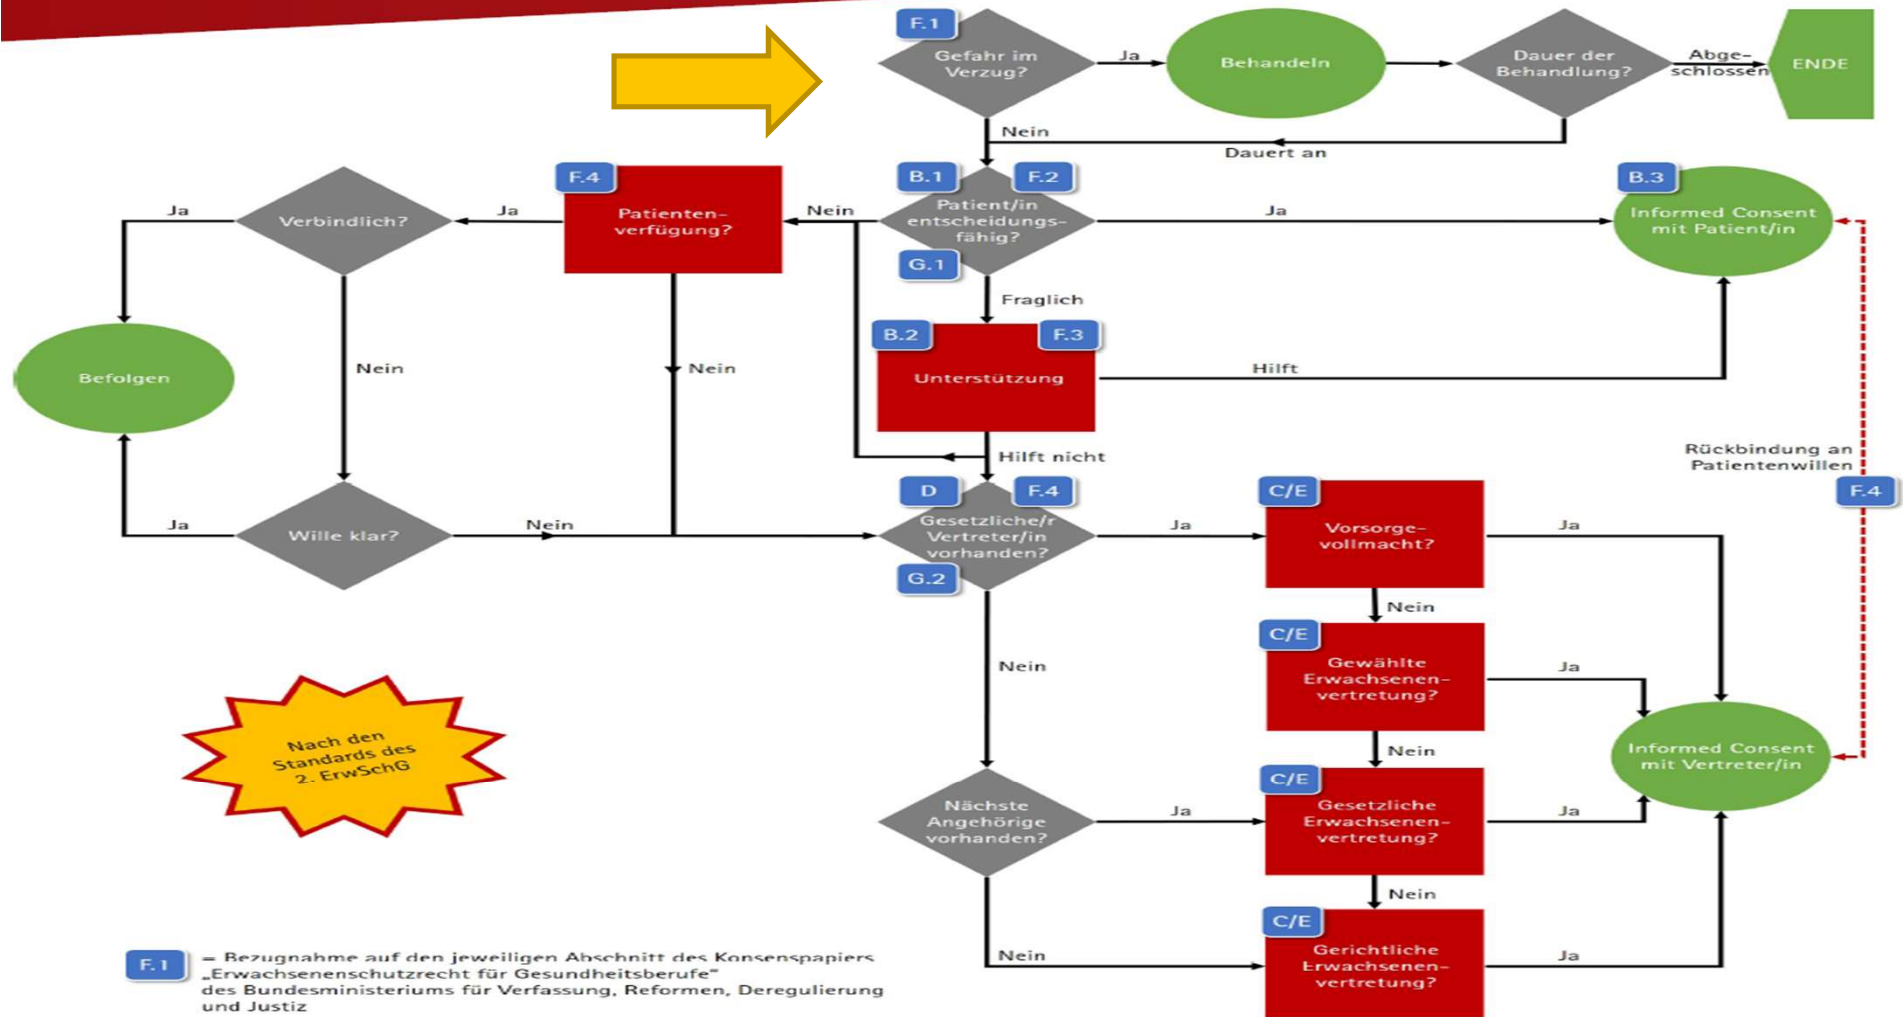 F.1
Gefahr im
Verzug?
Ja
Behandeln
Dauer der
Behandlung?
Abge-
schlossen
ENDE
Nein
Dauert an
B.1
F.2
Patient/in
entscheidungs-
fähig?
G.1
Nein
Ja
B.3
Informed Consent
mit Patient/in
F.4
Patienten-
verfügung?
Ja
Verbindlich?
Ja
Fraglich
B.2
F.3
Unterstützung
Hilft
Nein
Nein
Befolgen
Hilft nicht
Rückbindung an
Patientenwillen
F.4
D
F.4
Gesetzliche/r
Vertreter/in
vorhanden?
G.2
Ja
Wille klar?
Nein
Ja
C/E
Vorsorge-
vollmacht?
Ja
Nein
C/E
Gewählte
Erwachsenen-
vertretung?
Ja
Nein
Nein
Informed Consent
mit Vertreter/in
Nach den
Standards des
2. ErwSchG
Nächste
Angehörige
vorhanden?
Ja
C/E
Gesetzliche
Erwachsenen-
vertretung?
Ja
Nein
Nein
C/E
Gerichtliche
Erwachsenen-
vertretung?
Ja
F.1
= Bezugnahme auf den jeweiligen Abschnitt des Konsenspapiers
„Erwachsenenschutzrecht für Gesundheitsberufe“
des Bundesministeriums für Verfassung, Reformen, Deregulierung
und Justiz